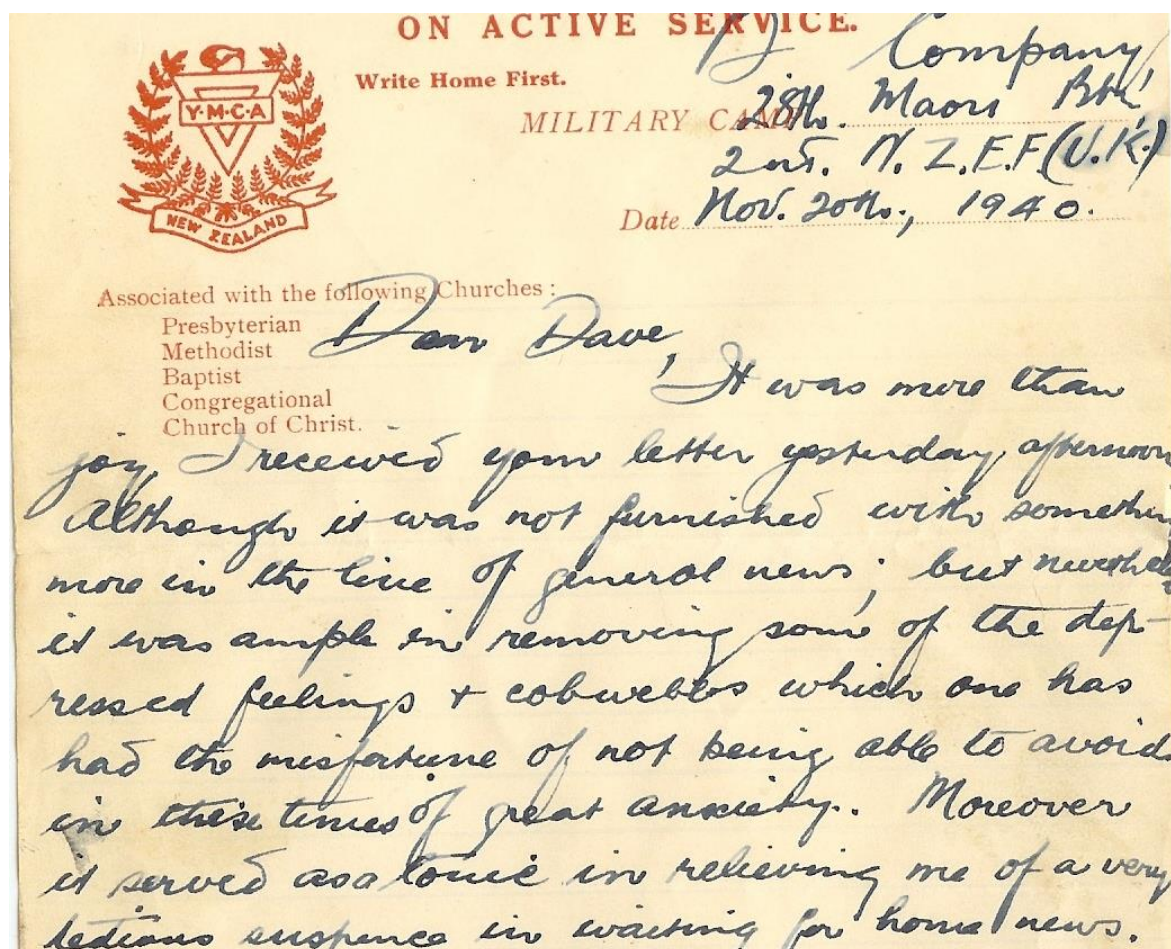 ON ACTIVE SERVICE.
Write Home First.
Y·M·C·A
NEW ZEALAND
Company
MILITARY CAMP 28th. Maori Btn,
2nd. N.Z.E.F (U.K.)
Date Nov. 20th., 1940.
Associated with the following Churches:
Presbyterian
Methodist
Baptist
Congregational
Church of Christ.
Dear Dave,
It was more than
joy, I received your letter yesterday, afternoon
Although it was not furnished with somethin
more in the line of general news; but neverthele
it was ample in removing some of the dep-
ressed feelings + cobwebbs which one has
had the misfortune of not being able to avoid
in these times of great anxiety. Moreover
it served as a tonic in relieving me of a very
tedious suspence in waiting for home news.